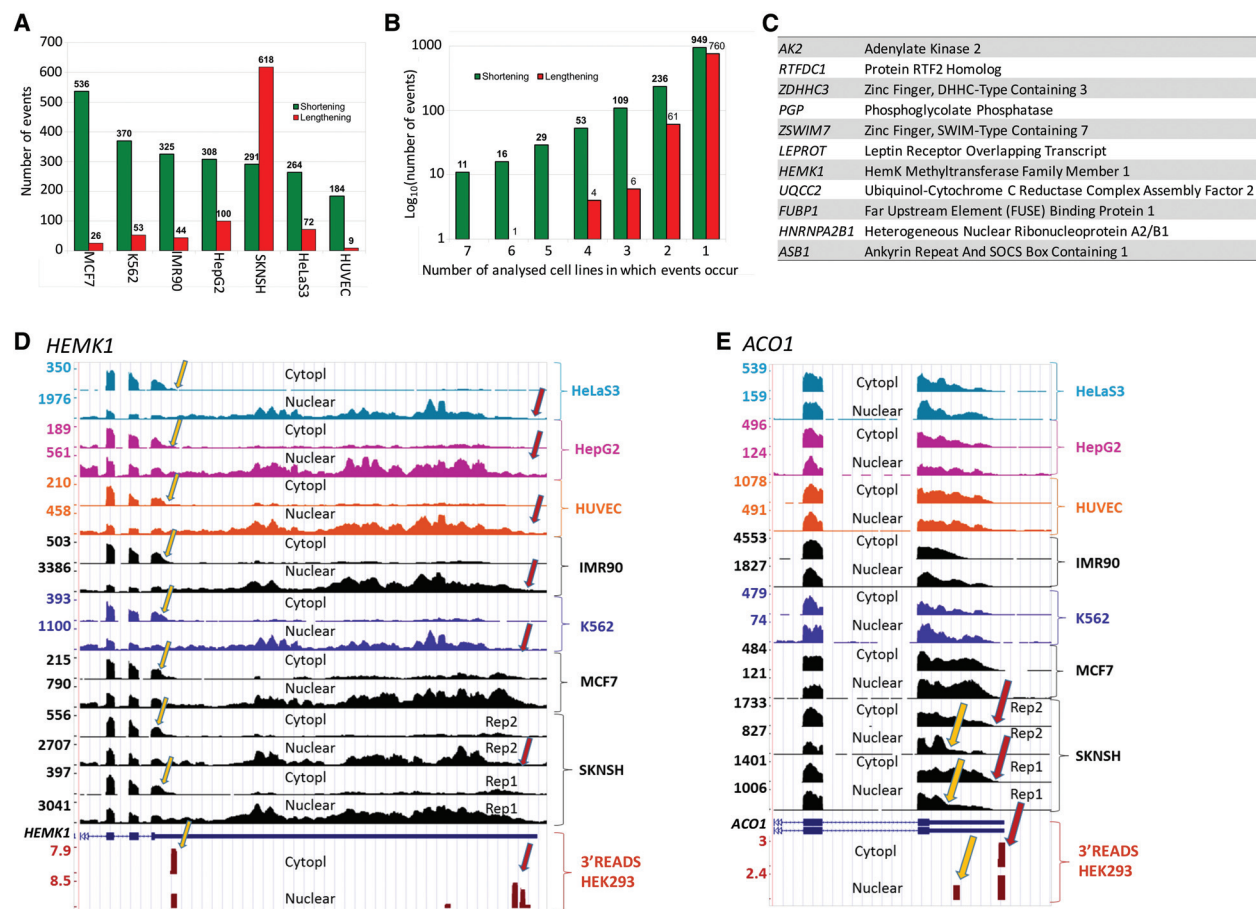 A
700
600
500
400
300
200
100
0
Number of events
536
26
370
53
325
44
308
100
291
618
264
72
184
9
Shortening
Lengthening
MCF7
K562
IMR90
HepG2
SKNSH
HeLaS3
HUVEC
B
1000
100
10
1
Log10(number of events)
Shortening
Lengthening
11
16
1
29
53
4
109
6
236
61
949
760
7 6 5 4 3 2 1
Number of analysed cell lines in which events occur
C
AK2 Adenylate Kinase 2
RTFDC1 Protein RTF2 Homolog
ZDHHC3 Zinc Finger, DHHC-Type Containing 3
PGP Phosphoglycolate Phosphatase
ZSWIM7 Zinc Finger, SWIM-Type Containing 7
LEPROT Leptin Receptor Overlapping Transcript
HEMK1 HemK Methyltransferase Family Member 1
UQCC2 Ubiquinol-Cytochrome C Reductase Complex Assembly Factor 2
FUBP1 Far Upstream Element (FUSE) Binding Protein 1
HNRNPA2B1 Heterogeneous Nuclear Ribonucleoprotein A2/B1
ASB1 Ankyrin Repeat And SOCS Box Containing 1
D HEMK1
350 Cytopl
HeLaS3
1976 Nuclear
189 Cytopl
HepG2
561 Nuclear
210 Cytopl
HUVEC
458 Nuclear
503 Cytopl
IMR90
3386 Nuclear
393 Cytopl
K562
1100 Nuclear
215 Cytopl
MCF7
790 Nuclear
556 Cytopl Rep2
2707 Nuclear Rep2
SKNSH
397 Cytopl Rep1
3041 Nuclear Rep1
HEMK1
7.9 Cytopl
3'READS
HEK293
8.5 Nuclear
E ACO1
539 Cytopl
HeLaS3
159 Nuclear
496 Cytopl
HepG2
124 Nuclear
1078 Cytopl
HUVEC
491 Nuclear
4553 Cytopl
IMR90
1827 Nuclear
479 Cytopl
K562
74 Nuclear
484 Cytopl
MCF7
121 Nuclear
1733 Cytopl Rep2
827 Nuclear Rep2
SKNSH
1401 Cytopl Rep1
1006 Nuclear Rep1
ACO1
3 Cytopl
3'READS
HEK293
2.4 Nuclear